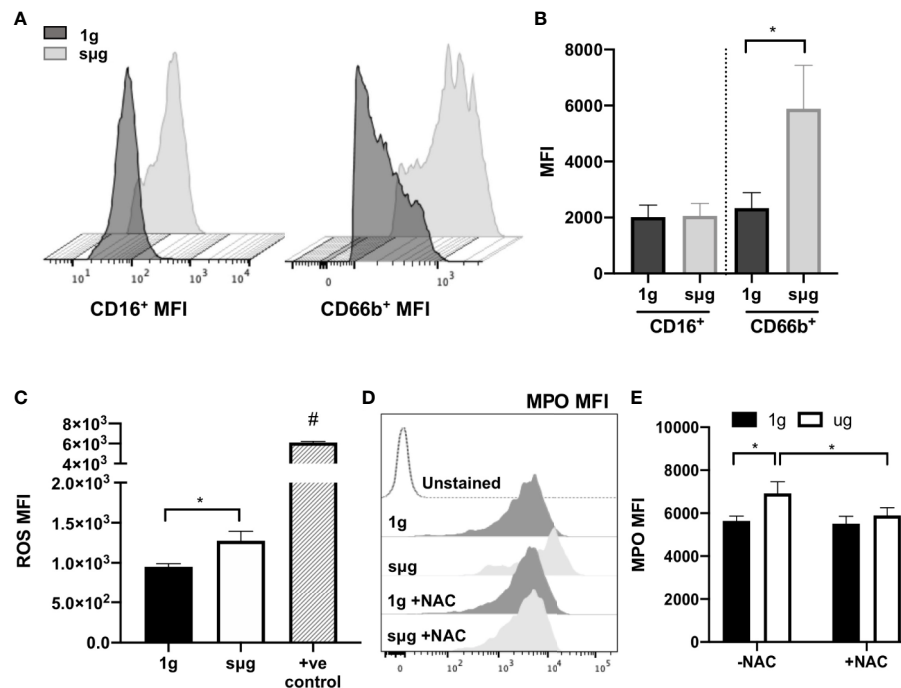 A
1g
sµg
10¹ 10² 10³ 10⁴
CD16⁺ MFI
0 10³
CD66b⁺ MFI
B
8000
6000
4000
2000
0
MFI
*
1g sµg 1g sµg
CD16⁺ CD66b⁺
C
8×10³
6×10³
4×10³
2.0×10³
1.5×10³
1.0×10³
5.0×10²
0.0
ROS MFI
*
#
1g sµg +ve
control
D
MPO MFI
Unstained
1g
sµg
1g +NAC
sµg +NAC
0 10² 10³ 10⁴ 10⁵
E
1g ug
10000
8000
6000
4000
2000
0
MPO MFI
* *
-NAC +NAC